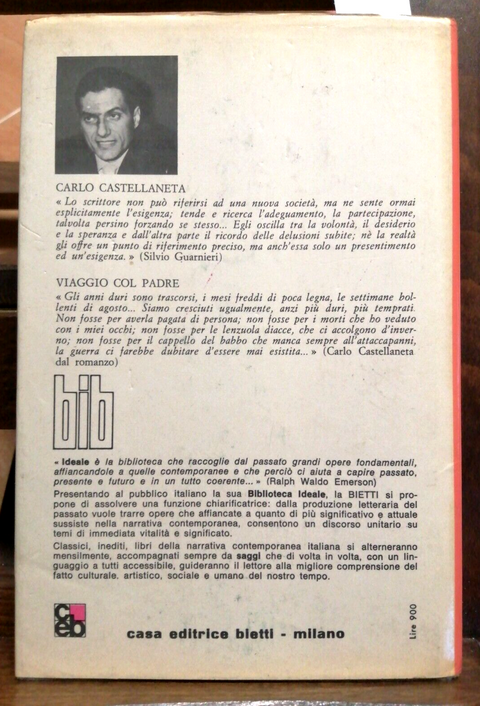 CARLO CASTELLANETA
« Lo scrittore non può riferirsi ad una nuova società, ma ne sente ormai
esplicitamente l'esigenza; tende e ricerca l'adeguamento, la partecipazione,
talvolta persino forzando se stesso... Egli oscilla tra la volontà, il desiderio
e la speranza e dall'altra parte il ricordo delle delusioni subite; nè la realtà
gli offre un punto di riferimento preciso, ma anch'essa solo un presentimento
ed un'esigenza. » (Silvio Guarnieri)
VIAGGIO COL PADRE
« Gli anni duri sono trascorsi, i mesi freddi di poca legna, le settimane bol-
lenti di agosto... Siamo cresciuti ugualmente, anzi più duri, più temprati.
Non fosse per averla pagata di persona; non fosse per i morti che ho veduto
con i miei occhi; non fosse per le lenzuola diacce, che ci accolgono d'inver-
no; non fosse per il cappello del babbo che manca sempre all'attaccapanni,
la guerra ci farebbe dubitare d'essere mai esistita... » (Carlo Castellaneta
dal romanzo)
bib
« Ideale è la biblioteca che raccoglie dal passato grandi opere fondamentali,
affiancandole a quelle contemporanee e che perciò ci aiuta a capire passato,
presente e futuro e in un tutto coerente... » (Ralph Waldo Emerson)
Presentando al pubblico italiano la sua Biblioteca Ideale, la BIETTI si pro-
pone di assolvere una funzione chiarificatrice: dalla produzione letteraria del
passato vuole trarre opere che affiancate a quanto di più significativo e attuale
sussiste nella narrativa contemporanea, consentono un discorso unitario su
temi di immediata vitalità e significato.
Classici, inediti, libri della narrativa contemporanea italiana si alterneranno
mensilmente, accompagnati sempre da saggi che di volta in volta, con un lin-
guaggio a tutti accessibile, guideranno il lettore alla migliore comprensione del
fatto culturale. artistico, sociale e umano del nostro tempo.
ceb
casa editrice bietti - milano
Lire 900